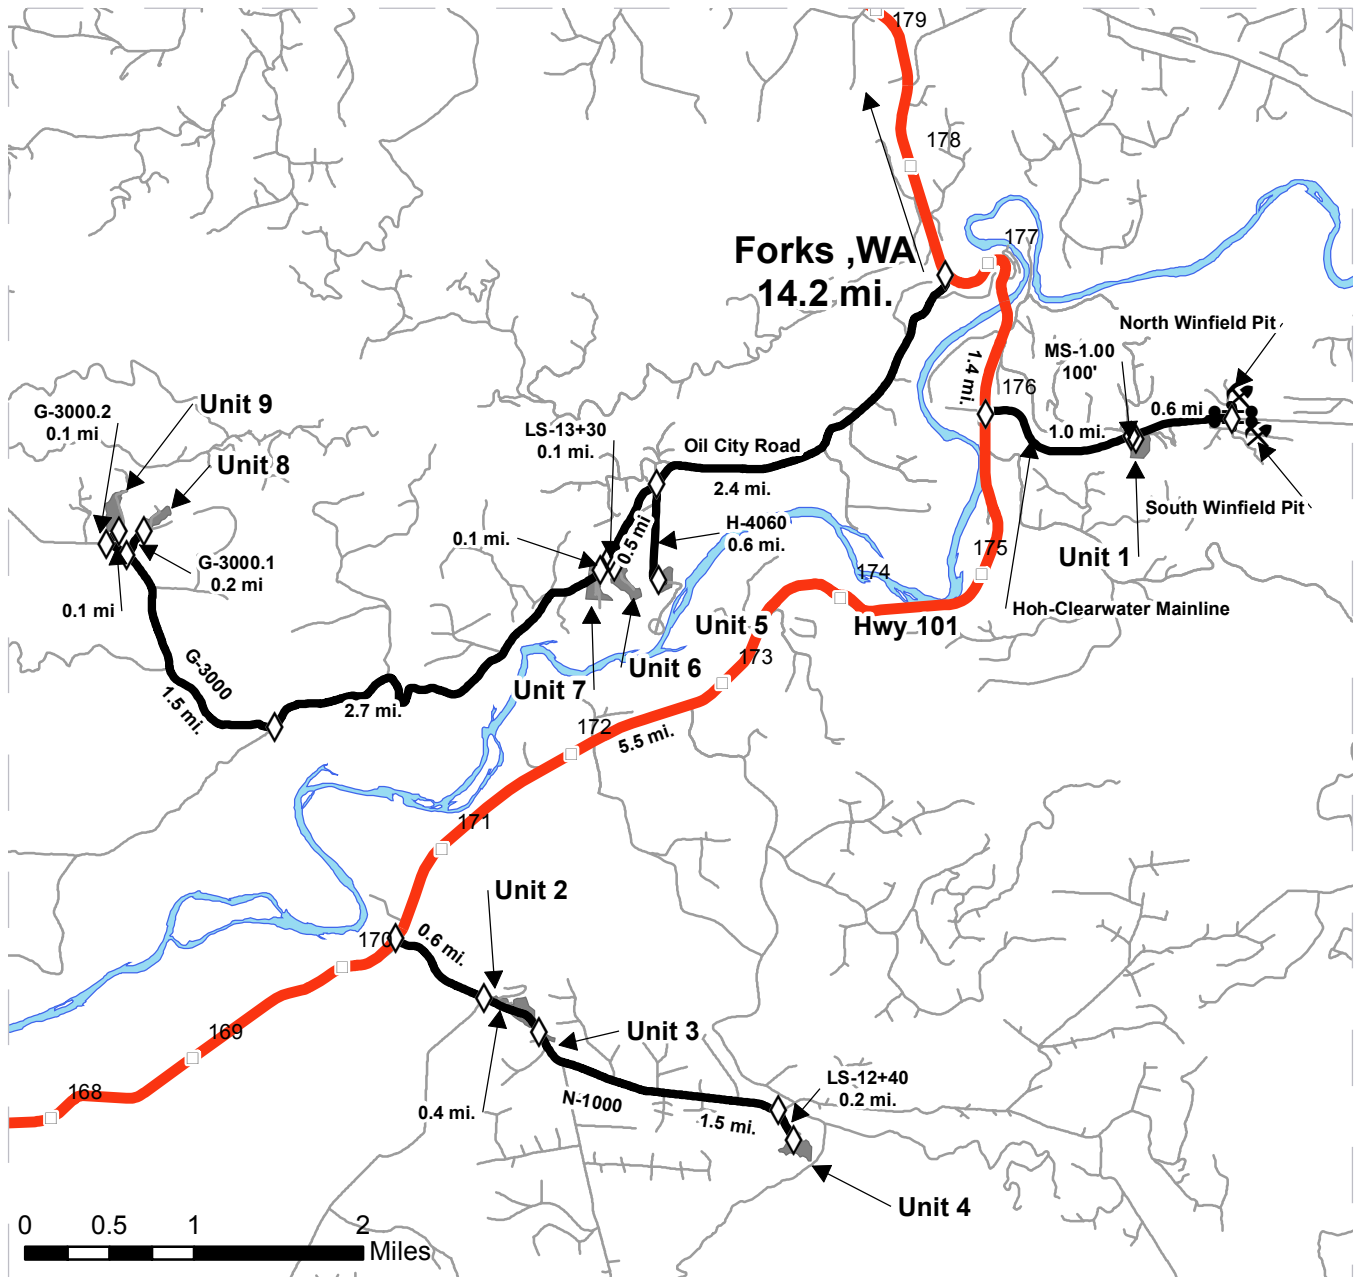 179
178
177
Forks ,WA
14.2 mi.
North Winfield Pit
MS-1.00
100'
1.4 mi.
176
0.6 mi
1.0 mi.
G-3000.2
0.1 mi
Unit 9
Unit 8
LS-13+30
0.1 mi.
Oil City Road
2.4 mi.
South Winfield Pit
0.1 mi.
0.5 mi
H-4060
0.6 mi.
G-3000.1
0.2 mi
0.1 mi
175
Unit 1
174
Hoh-Clearwater Mainline
Unit 5
Hwy 101
173
Unit 6
Unit 7
G-3000
1.5 mi.
2.7 mi.
172
5.5 mi.
171
Unit 2
170
0.6 mi.
169
Unit 3
168
0.4 mi.
N-1000
1.5 mi.
LS-12+40
0.2 mi.
Unit 4
0 0.5 1 2
Miles